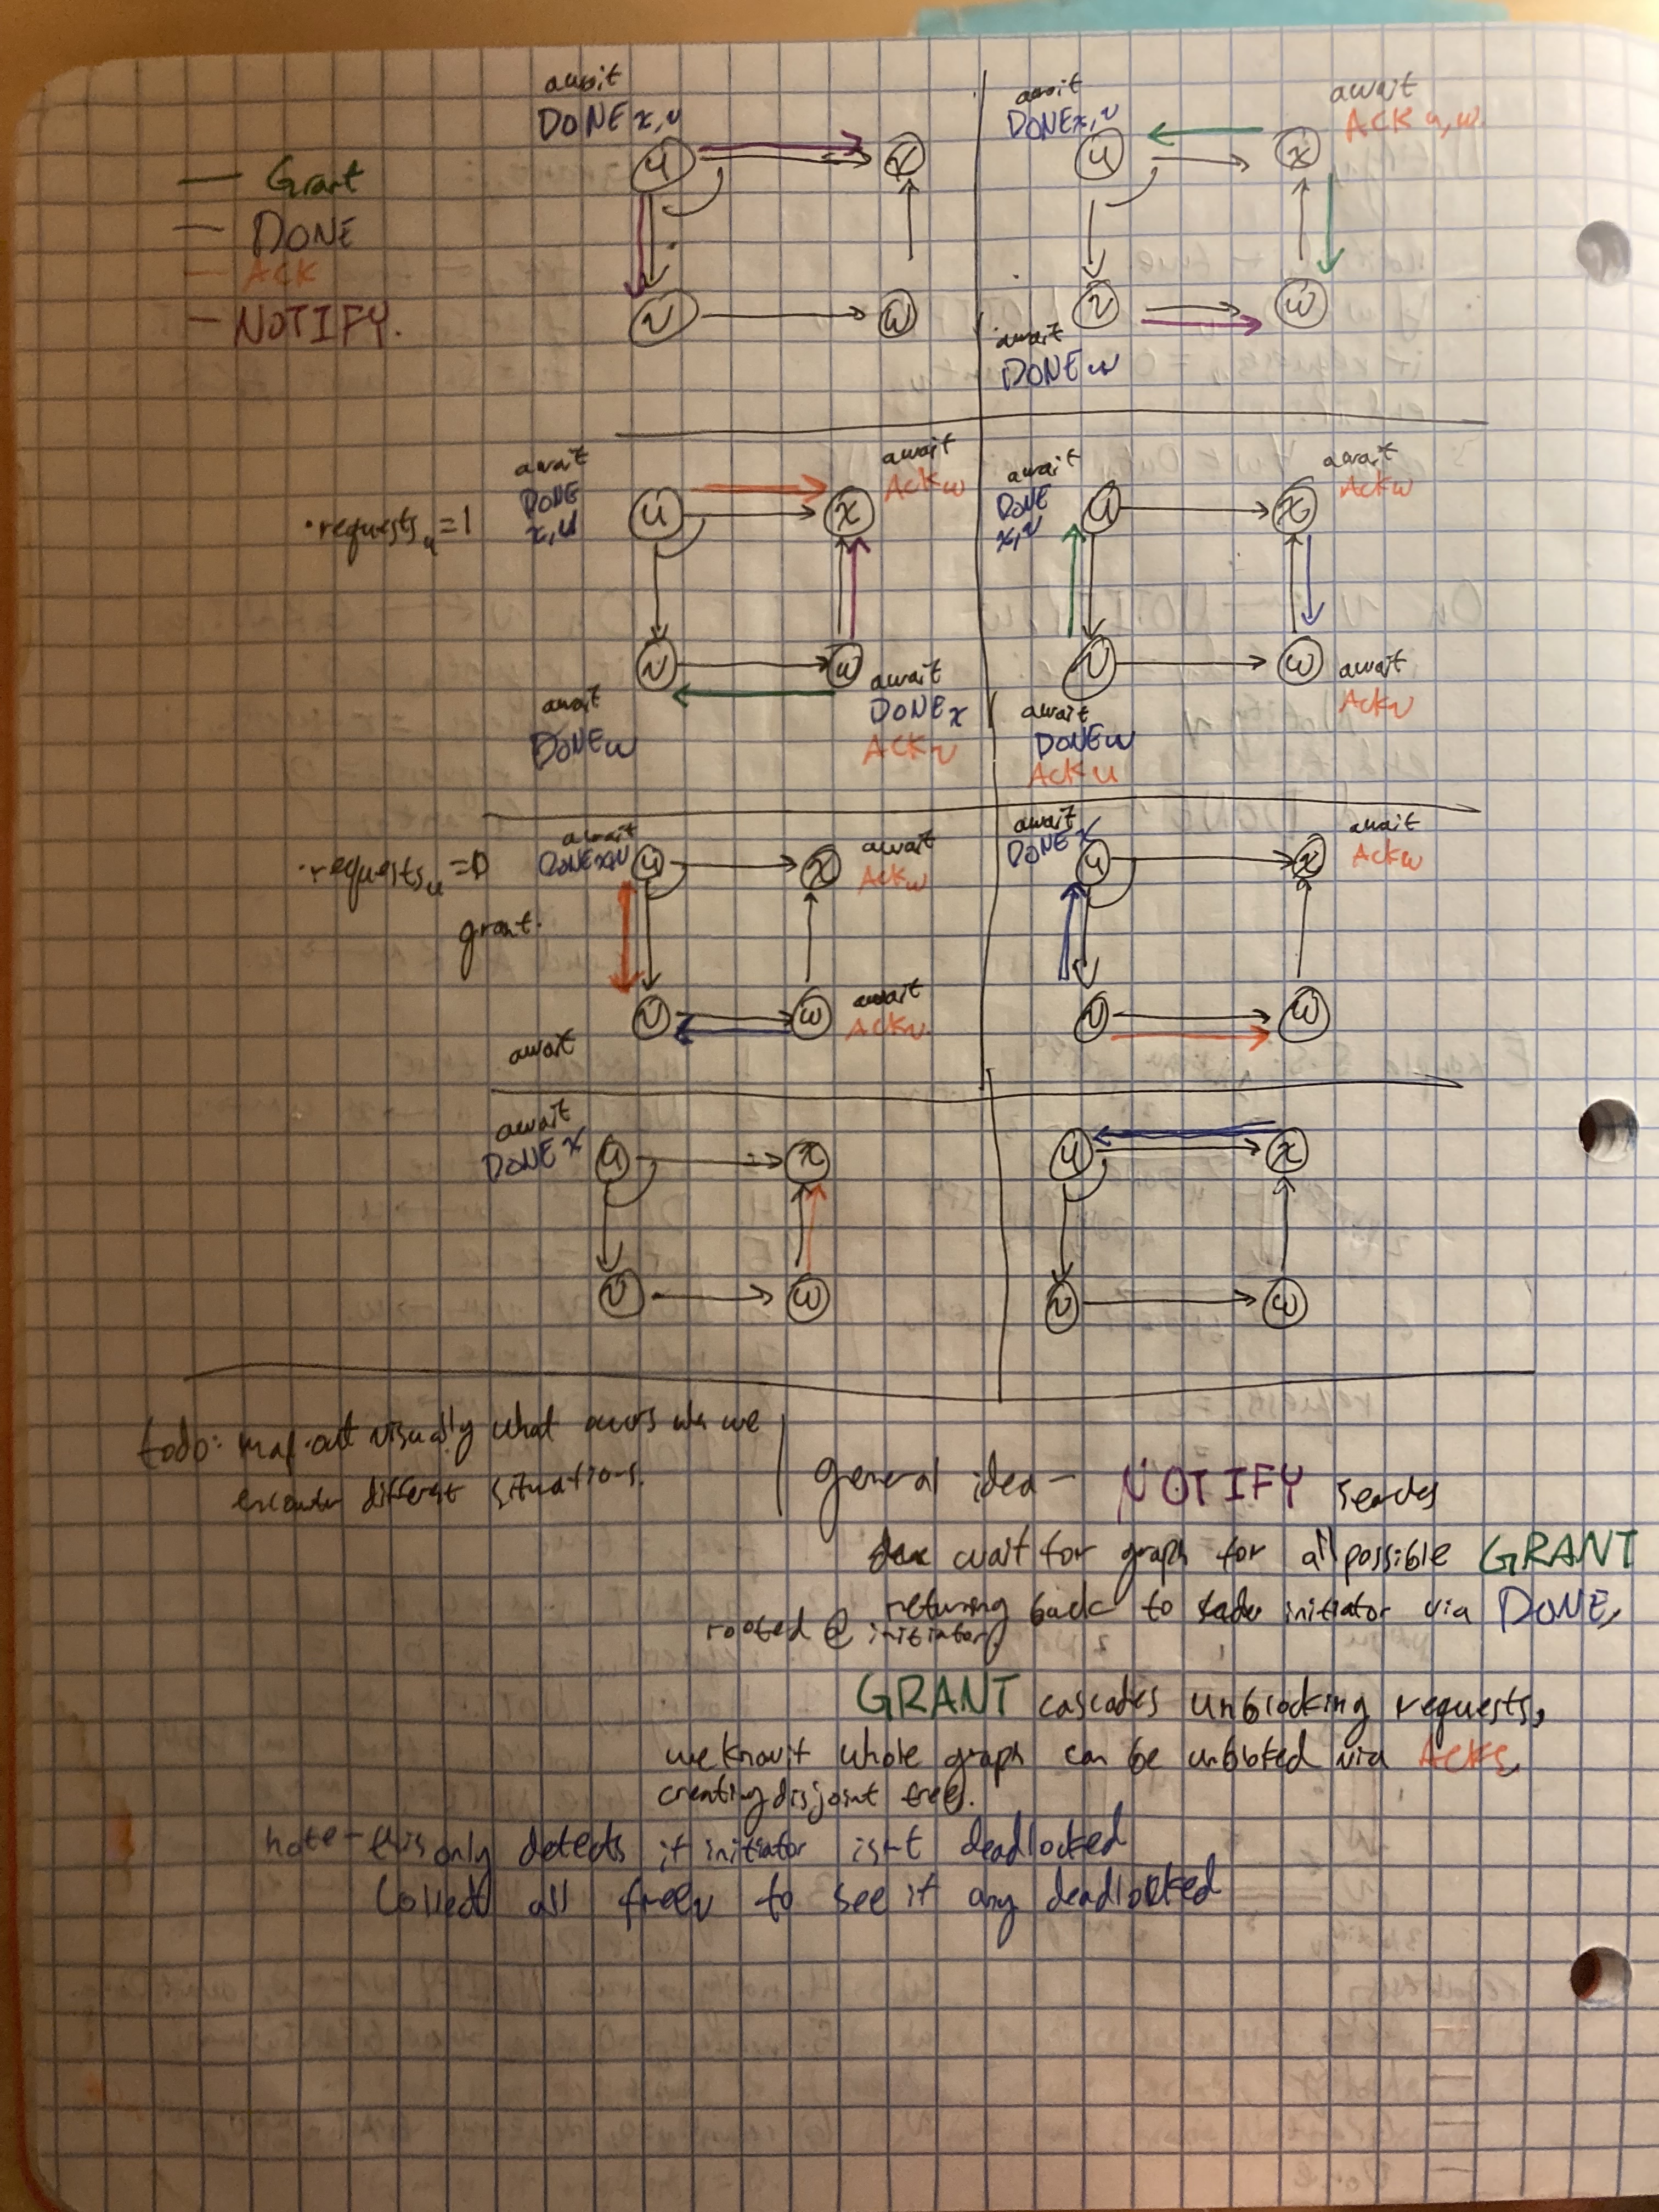 Grant
DONE
ACK
NOTIFY.
await
DONE x,v
u
x
v
w
await
DONE x,v
await
ACK u,w.
u
x
v
w
await
DONE w
• requests u = 1
await
DONE
x,v
u
x
await
ACK w
v
w
await
DONE w
await
DONE x
ACK v
await
DONE
x,v
u
x
await
ACK w
v
w
await
ACK v
await
DONE w
ACK u
• requests u = 0
grant.
await
DONE x,v
u
x
await
ACK w
v
w
await
ACK v.
await
await
DONE x
u
x
await
ACK w
v
w
await
DONE x
u
x
v
w
u
x
v
w
todo: map out visually what occurs when we
encounter different situations.
general idea - NOTIFY searches
wait for graph for all possible GRANT
rooted @ initiator, returning back to initiator via DONE,
GRANT cascades unblocking requests,
we know if whole graph can be unbloked via ACKS,
creating disjoint trees.
note - this only detects if initiator isnt deadlocked
Collect all free v to see if any deadlocked